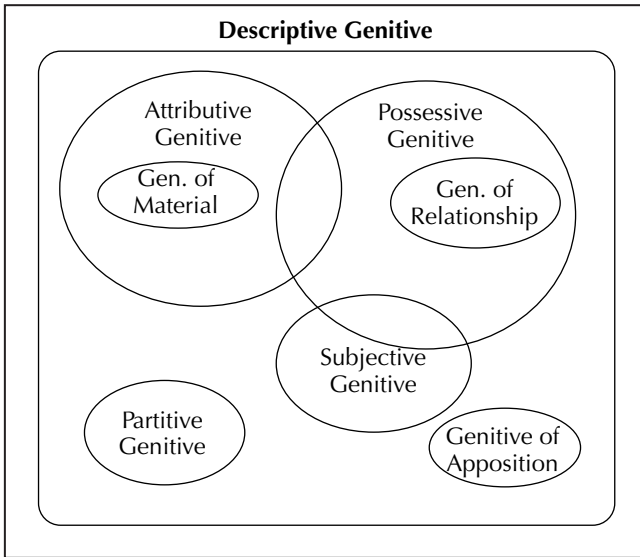 Descriptive Genitive
Attributive
Genitive
Possessive
Genitive
Gen. of
Material
Gen. of
Relationship
Subjective
Genitive
Partitive
Genitive
Genitive of
Apposition